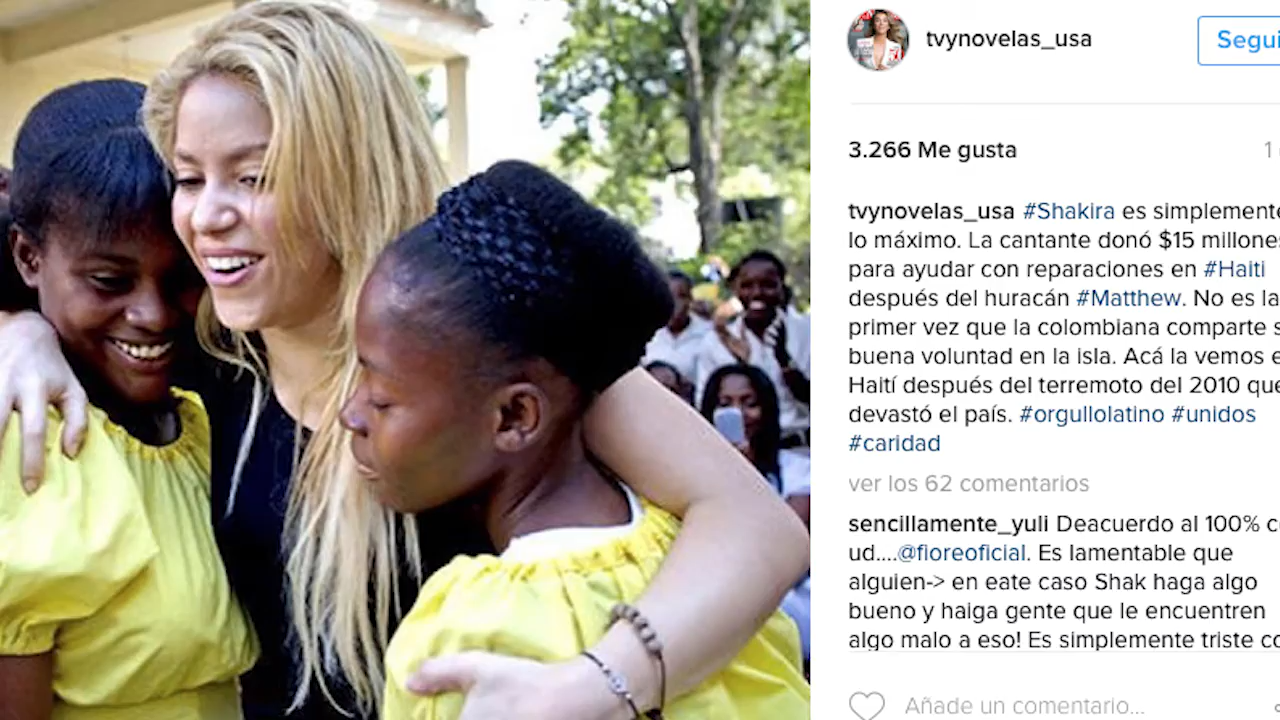 tvynovelas_usa
Segui
3.266 Me gusta
1
tvynovelas_usa #Shakira es simplemente
lo máximo. La cantante donó $15 millones
para ayudar con reparaciones en #Haiti
después del huracán #Matthew. No es la
primer vez que la colombiana comparte s
buena voluntad en la isla. Acá la vemos e
Haití después del terremoto del 2010 que
devastó el país. #orgullolatino #unidos
#caridad
ver los 62 comentarios
sencillamente_yuli Deacuerdo al 100% c
ud....@fioreoficial. Es lamentable que
alguien-> en eate caso Shak haga algo
bueno y haiga gente que le encuentren
algo malo a eso! Es simplemente triste co
Añade un comentario...